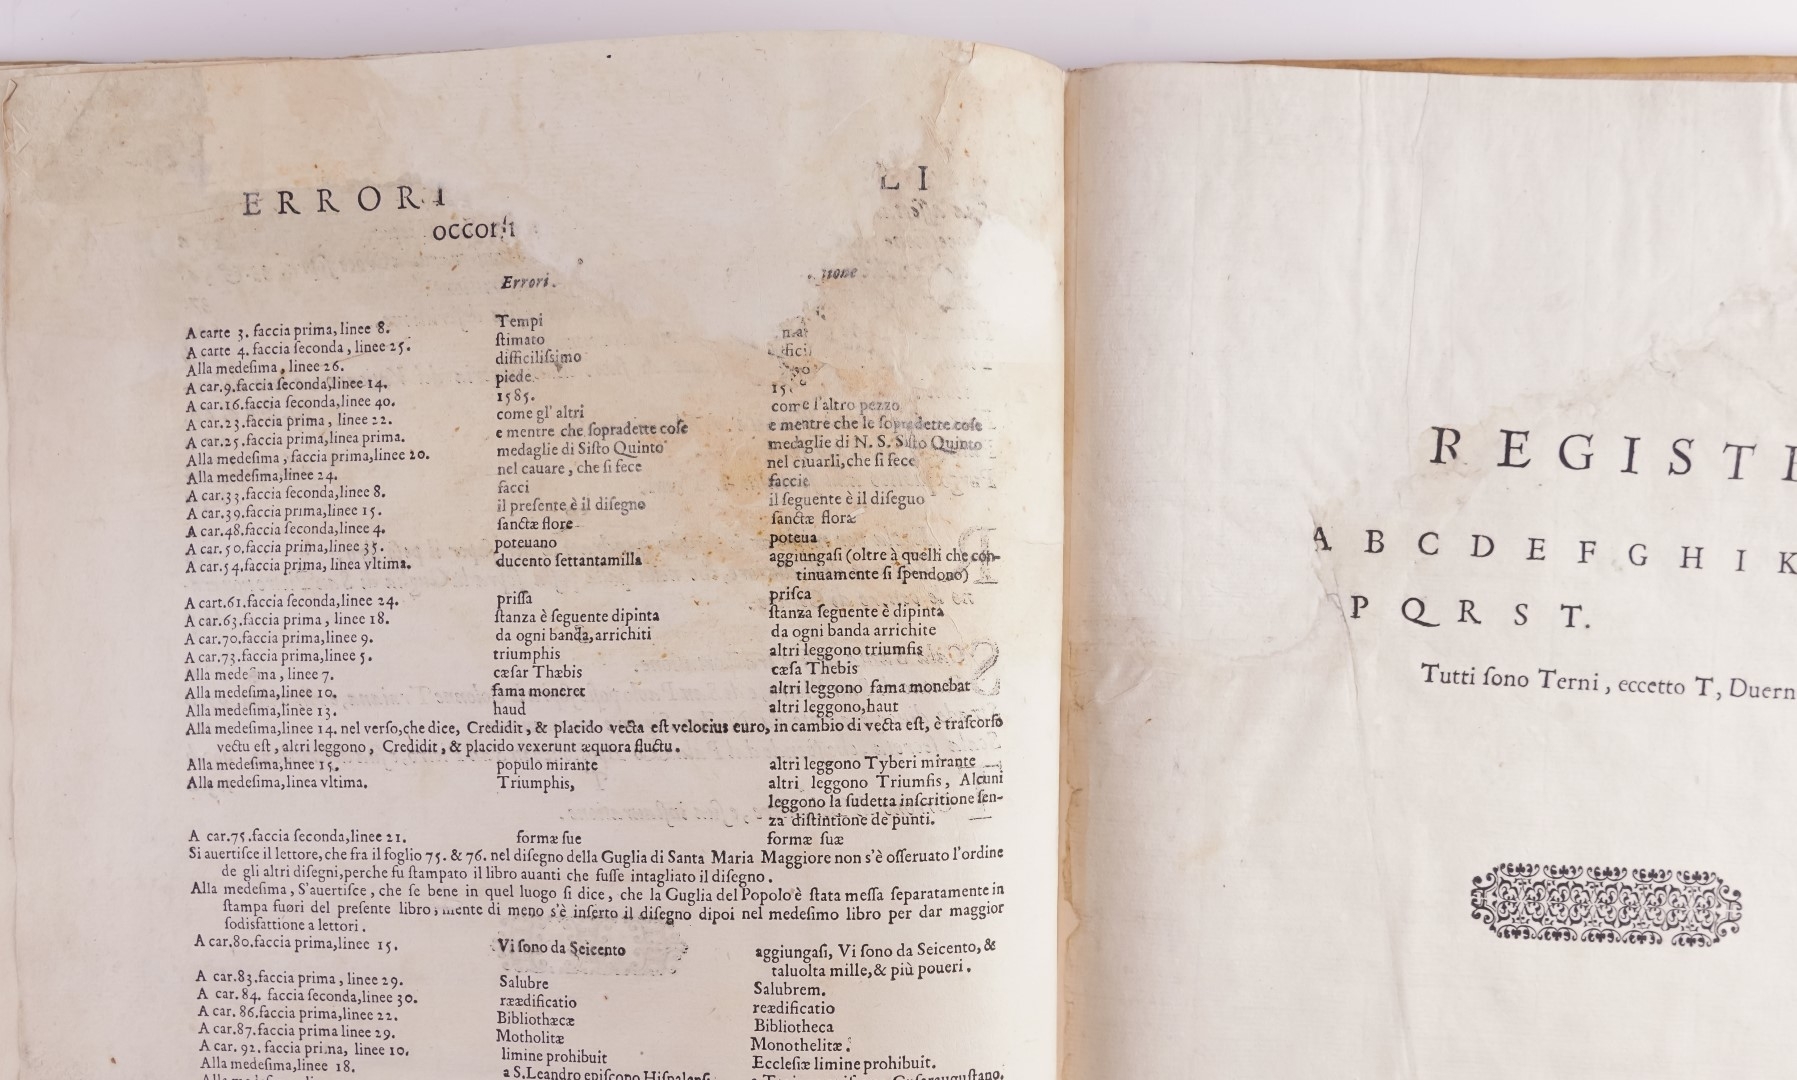 ERRORI LI
occor
Errori.
A carte 3. faccia prima, linee 8. Tempi
A carte 4. faccia ſeconda, linee 25. ſtimato
Alla medeſima, linee 26. difficiliſsimo
A car.9.faccia ſeconda,linee 14. piede
A car.16.faccia ſeconda,linee 40. 1585. 15
A car.23.faccia prima, linee 22. come gl' altri come l'altro pezzo
A car.25.faccia prima,linea prima. e mentre che ſopradette coſe e mentre che le ſopradette coſe
Alla medeſima, faccia prima,linee 20. medaglie di Siſto Quinto medaglie di N. S. Siſto Quinto
Alla medeſima,linee 24. nel cauare, che ſi fece nel cauarli,che ſi fece
A car.33.faccia ſeconda,linee 8. facci faccie
A car.39.faccia prima,linee 15. il preſente è il diſegno il ſeguente è il diſeguo
A car.48.faccia ſeconda,linee 4. ſanctæ flore ſanctæ floræ
A car.50.faccia prima,linee 35. poteuano poteua
A car.54.faccia prima, linea vltima. ducento ſettantamilla aggiungaſi (oltre à quelli che con-
tinuamente ſi ſpendono)
A cart.61.faccia ſeconda,linee 24. priſſa priſca
A car.63.faccia prima, linee 18. ſtanza è ſeguente dipinta ſtanza ſeguente è dipinta
A car.70.faccia prima,linee 9. da ogni banda,arrichiti da ogni banda arrichite
A car.73.faccia prima,linee 5. triumphis altri leggono triumfis
Alla medeſima, linee 7. cæſar Thæbis cæſa Thebis
Alla medeſima,linee 10. fama moneret altri leggono fama monebat
Alla medeſima,linee 13. haud altri leggono,haut
Alla medeſima,linee 14. nel verſo,che dice, Credidit, & placido vecta eſt velocius euro, in cambio di vecta eſt, è traſcorſo
vectu eſt, altri leggono, Credidit, & placido vexerunt æquora fluctu.
Alla medeſima,linee 15. populo mirante altri leggono Tyberi mirante
Alla medeſima,linea vltima. Triumphis, altri leggono Triumfis, Alcuni
leggono la ſudetta inſcritione ſen-
za diſtintione de punti.
A car.75.faccia ſeconda,linee 21. formæ ſue formæ ſuæ
Si auertiſce il lettore,che fra il foglio 75. & 76. nel diſegno della Guglia di Santa Maria Maggiore non s'è oſſeruato l'ordine
de gli altri diſegni,perche fu ſtampato il libro auanti che fuſſe intagliato il diſegno.
Alla medeſima, S'auertiſce, che ſe bene in quel luogo ſi dice, che la Guglia del Popolo è ſtata meſſa ſeparatamente in
ſtampa fuori del preſente libro, mente di meno s'è inſerto il diſegno dipoi nel medeſimo libro per dar maggior
ſodisfattione a lettori.
A car.80.faccia prima,linee 15. Vi ſono da Seicento aggiungaſi, Vi ſono da Seicento, &
taluolta mille,& più poueri.
A car.83.faccia prima, linee 29. Salubre Salubrem.
A car. 84. faccia ſeconda,linee 30. reædificatio reædificatio
A car. 86.faccia prima,linee 22. Bibliothæcæ Bibliotheca
A car.87.faccia prima linee 29. Motholitæ Monothelitæ.
A car. 92. faccia prima, linee 10. limine prohibuit Eccleſiæ limine prohibuit.
Alla medeſima,linee 18. a S.Leandro epiſcopo Hiſpalenſi
REGISTR
A B C D E F G H I K
P Q R S T.
Tutti ſono Terni, eccetto T, Duern